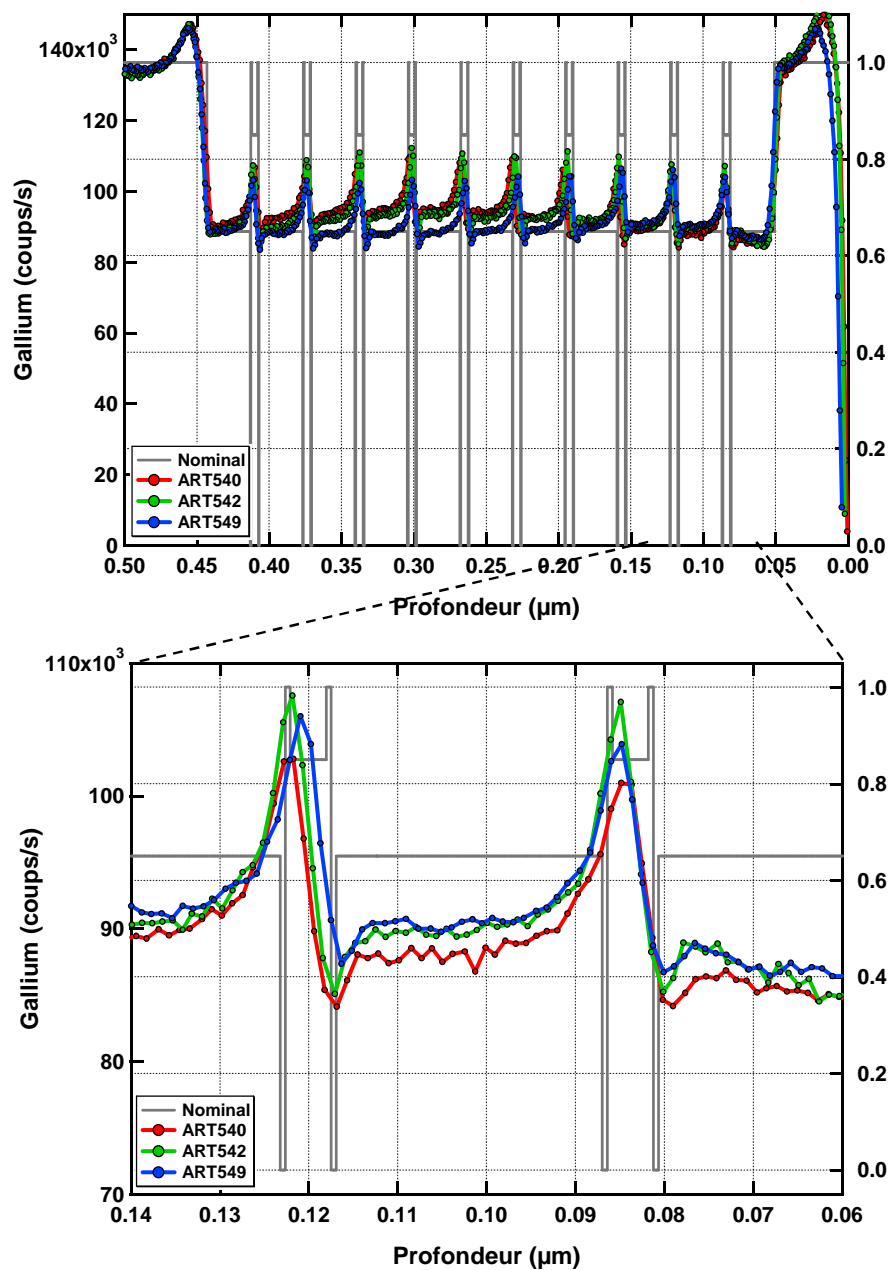 Gallium (coups/s)
140x10³
120
100
80
60
40
20
0
1.0
0.8
0.6
0.4
0.2
0.0
Nominal
ART540
ART542
ART549
0.50 0.45 0.40 0.35 0.30 0.25 0.20 0.15 0.10 0.05 0.00
Profondeur (µm)
Gallium (coups/s)
110x10³
100
90
80
70
1.0
0.8
0.6
0.4
0.2
0.0
Nominal
ART540
ART542
ART549
0.14 0.13 0.12 0.11 0.10 0.09 0.08 0.07 0.06
Profondeur (µm)